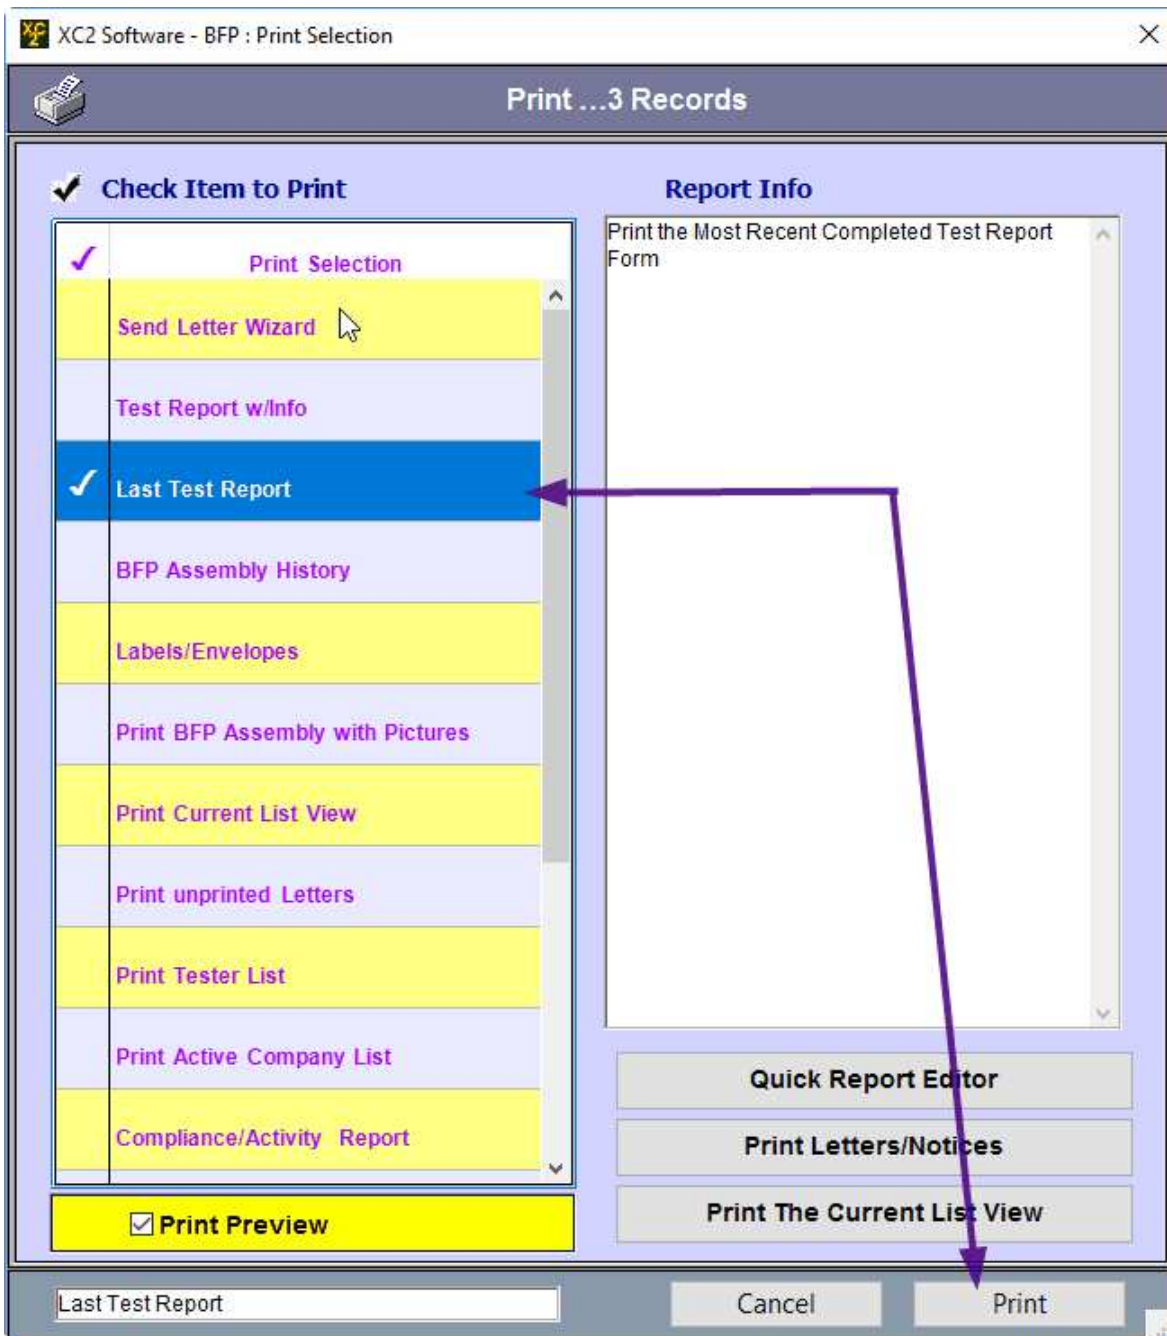 XC2 Software - BFP : Print Selection
Print ...3 Records
Check Item to Print
Report Info
Print Selection
Print the Most Recent Completed Test Report
Form
Send Letter Wizard
Test Report w/Info
Last Test Report
BFP Assembly History
Labels/Envelopes
Print BFP Assembly with Pictures
Print Current List View
Print unprinted Letters
Print Tester List
Print Active Company List
Compliance/Activity Report
Quick Report Editor
Print Letters/Notices
Print The Current List View
Print Preview
Last Test Report
Cancel
Print